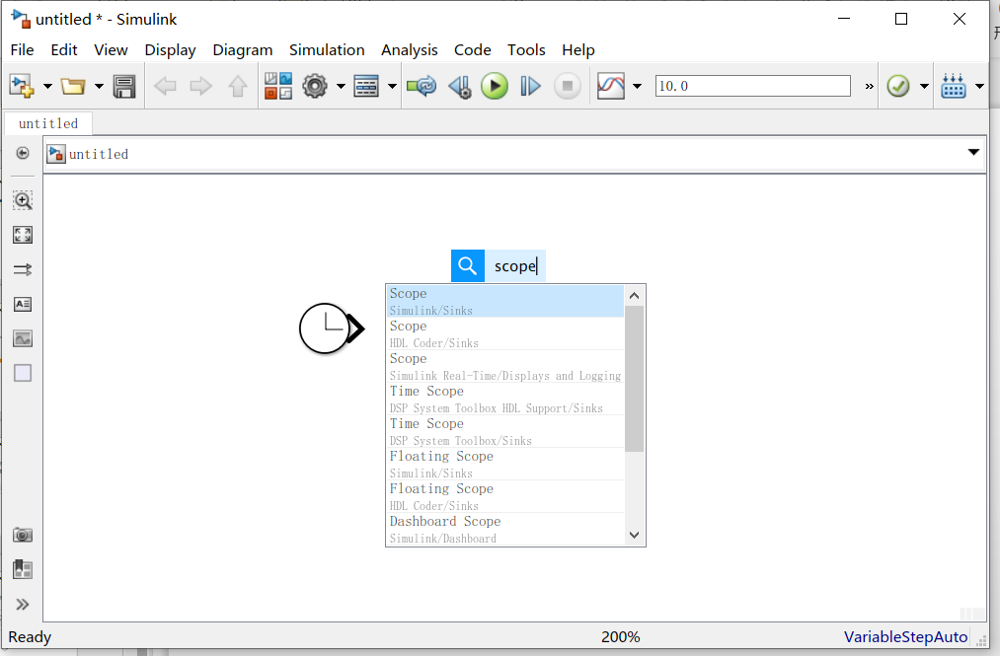 untitled * - Simulink
File Edit View Display Diagram Simulation Analysis Code Tools Help
10.0 »
untitled
untitled
scope
Scope
Simulink/Sinks
Scope
HDL Coder/Sinks
Scope
Simulink Real-Time/Displays and Logging
Time Scope
DSP System Toolbox HDL Support/Sinks
Time Scope
DSP System Toolbox/Sinks
Floating Scope
Simulink/Sinks
Floating Scope
HDL Coder/Sinks
Dashboard Scope
Simulink/Dashboard
Ready 200% VariableStepAuto